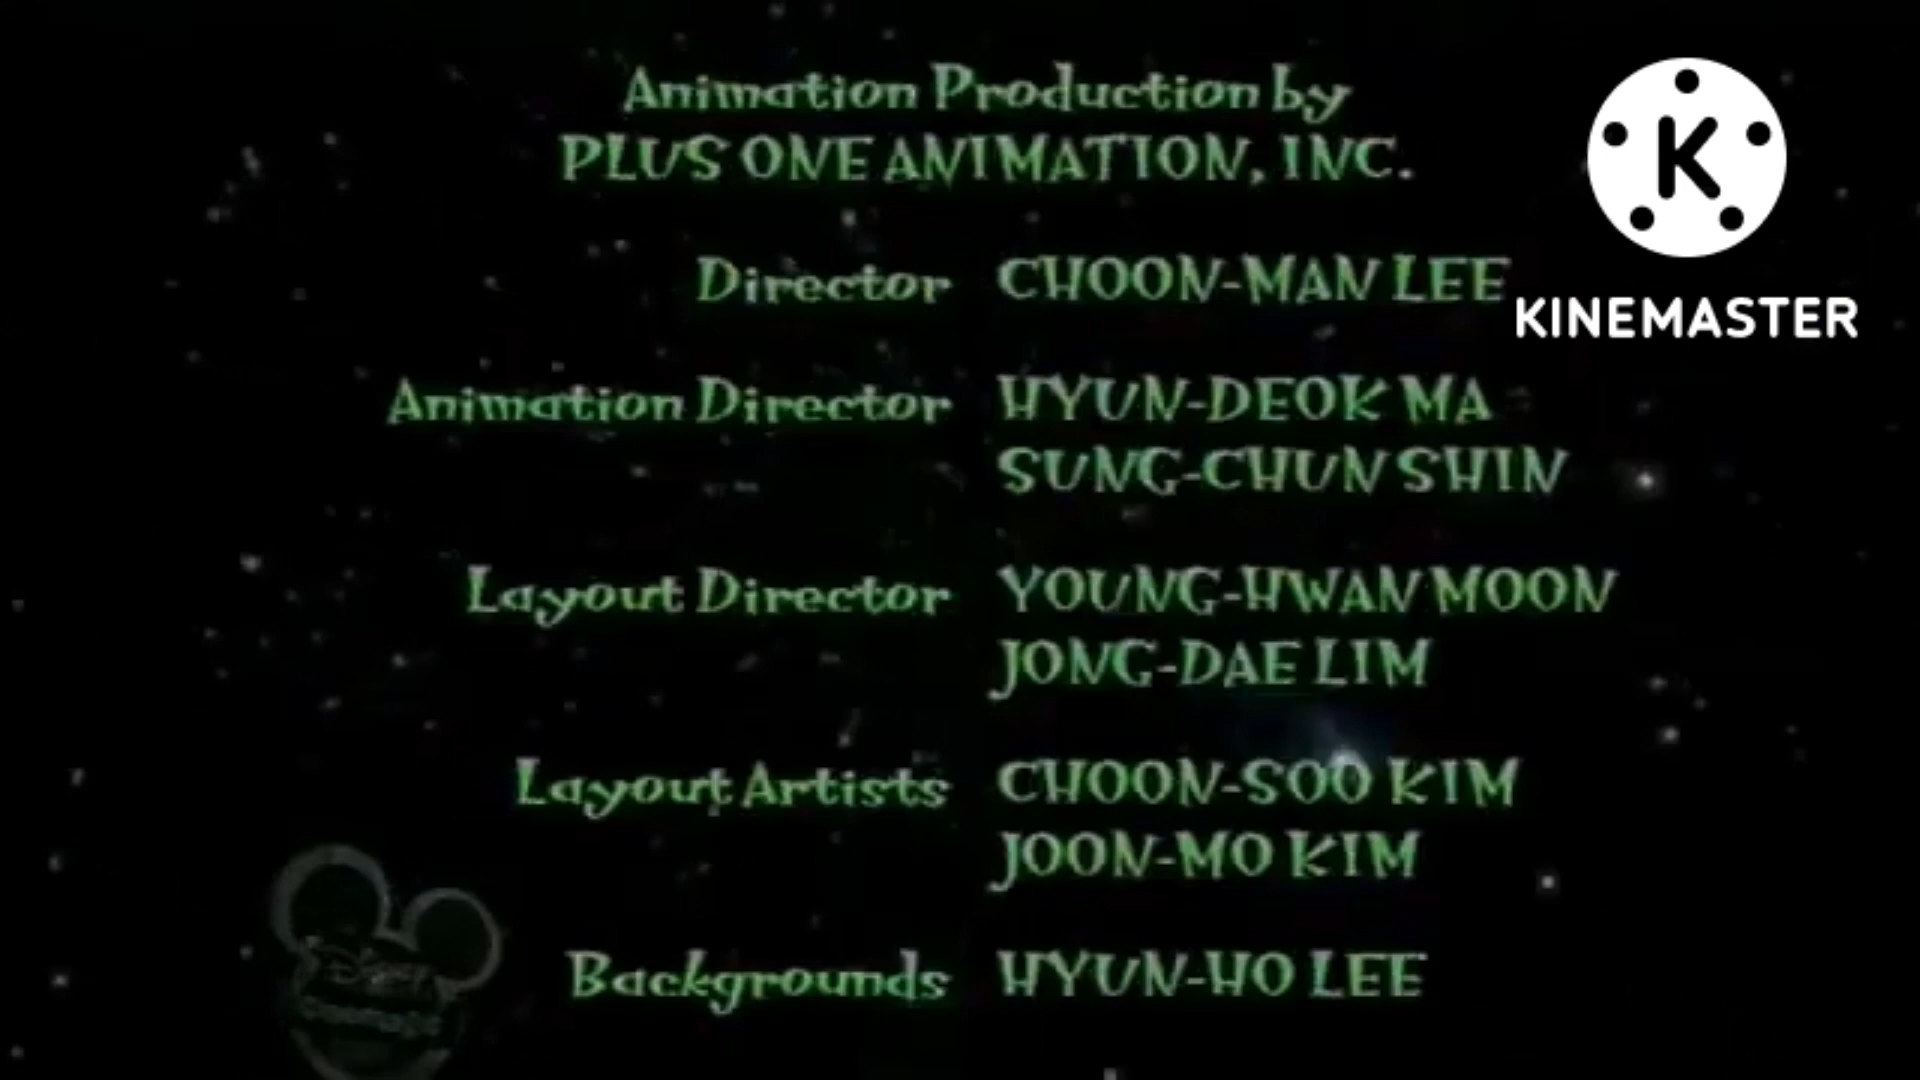 Animation Production by
PLUS ONE ANIMATION, INC.
Director CHOON-MAN LEE
KINEMASTER
Animation Director HYUN-DEOK MA
SUNG-CHUN SHIN
Layout Director YOUNG-HWAN MOON
JONG-DAE LIM
Layout Artists CHOON-SOO KIM
JOON-MO KIM
Backgrounds HYUN-HO LEE
Disney